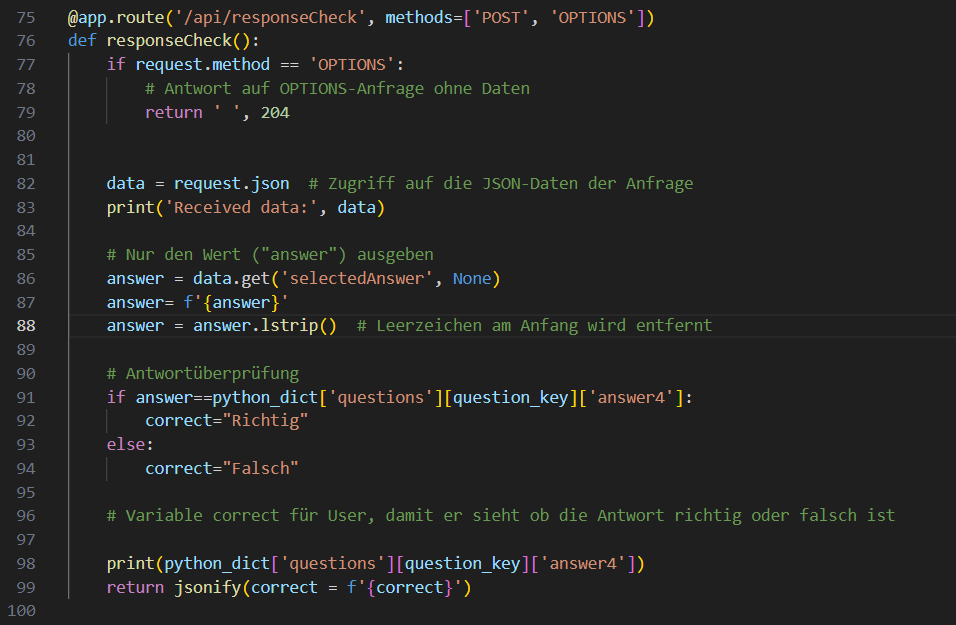 75 @app.route('/api/responseCheck', methods=['POST', 'OPTIONS'])
76 def responseCheck():
77     if request.method == 'OPTIONS':
78         # Antwort auf OPTIONS-Anfrage ohne Daten
79         return ' ', 204
80
81
82     data = request.json  # Zugriff auf die JSON-Daten der Anfrage
83     print('Received data:', data)
84
85     # Nur den Wert ("answer") ausgeben
86     answer = data.get('selectedAnswer', None)
87     answer= f'{answer}'
88     answer = answer.lstrip()  # Leerzeichen am Anfang wird entfernt
89
90     # Antwortüberprüfung
91     if answer==python_dict['questions'][question_key]['answer4']:
92         correct="Richtig"
93     else:
94         correct="Falsch"
95
96     # Variable correct für User, damit er sieht ob die Antwort richtig oder falsch ist
97
98     print(python_dict['questions'][question_key]['answer4'])
99     return jsonify(correct = f'{correct}')
100